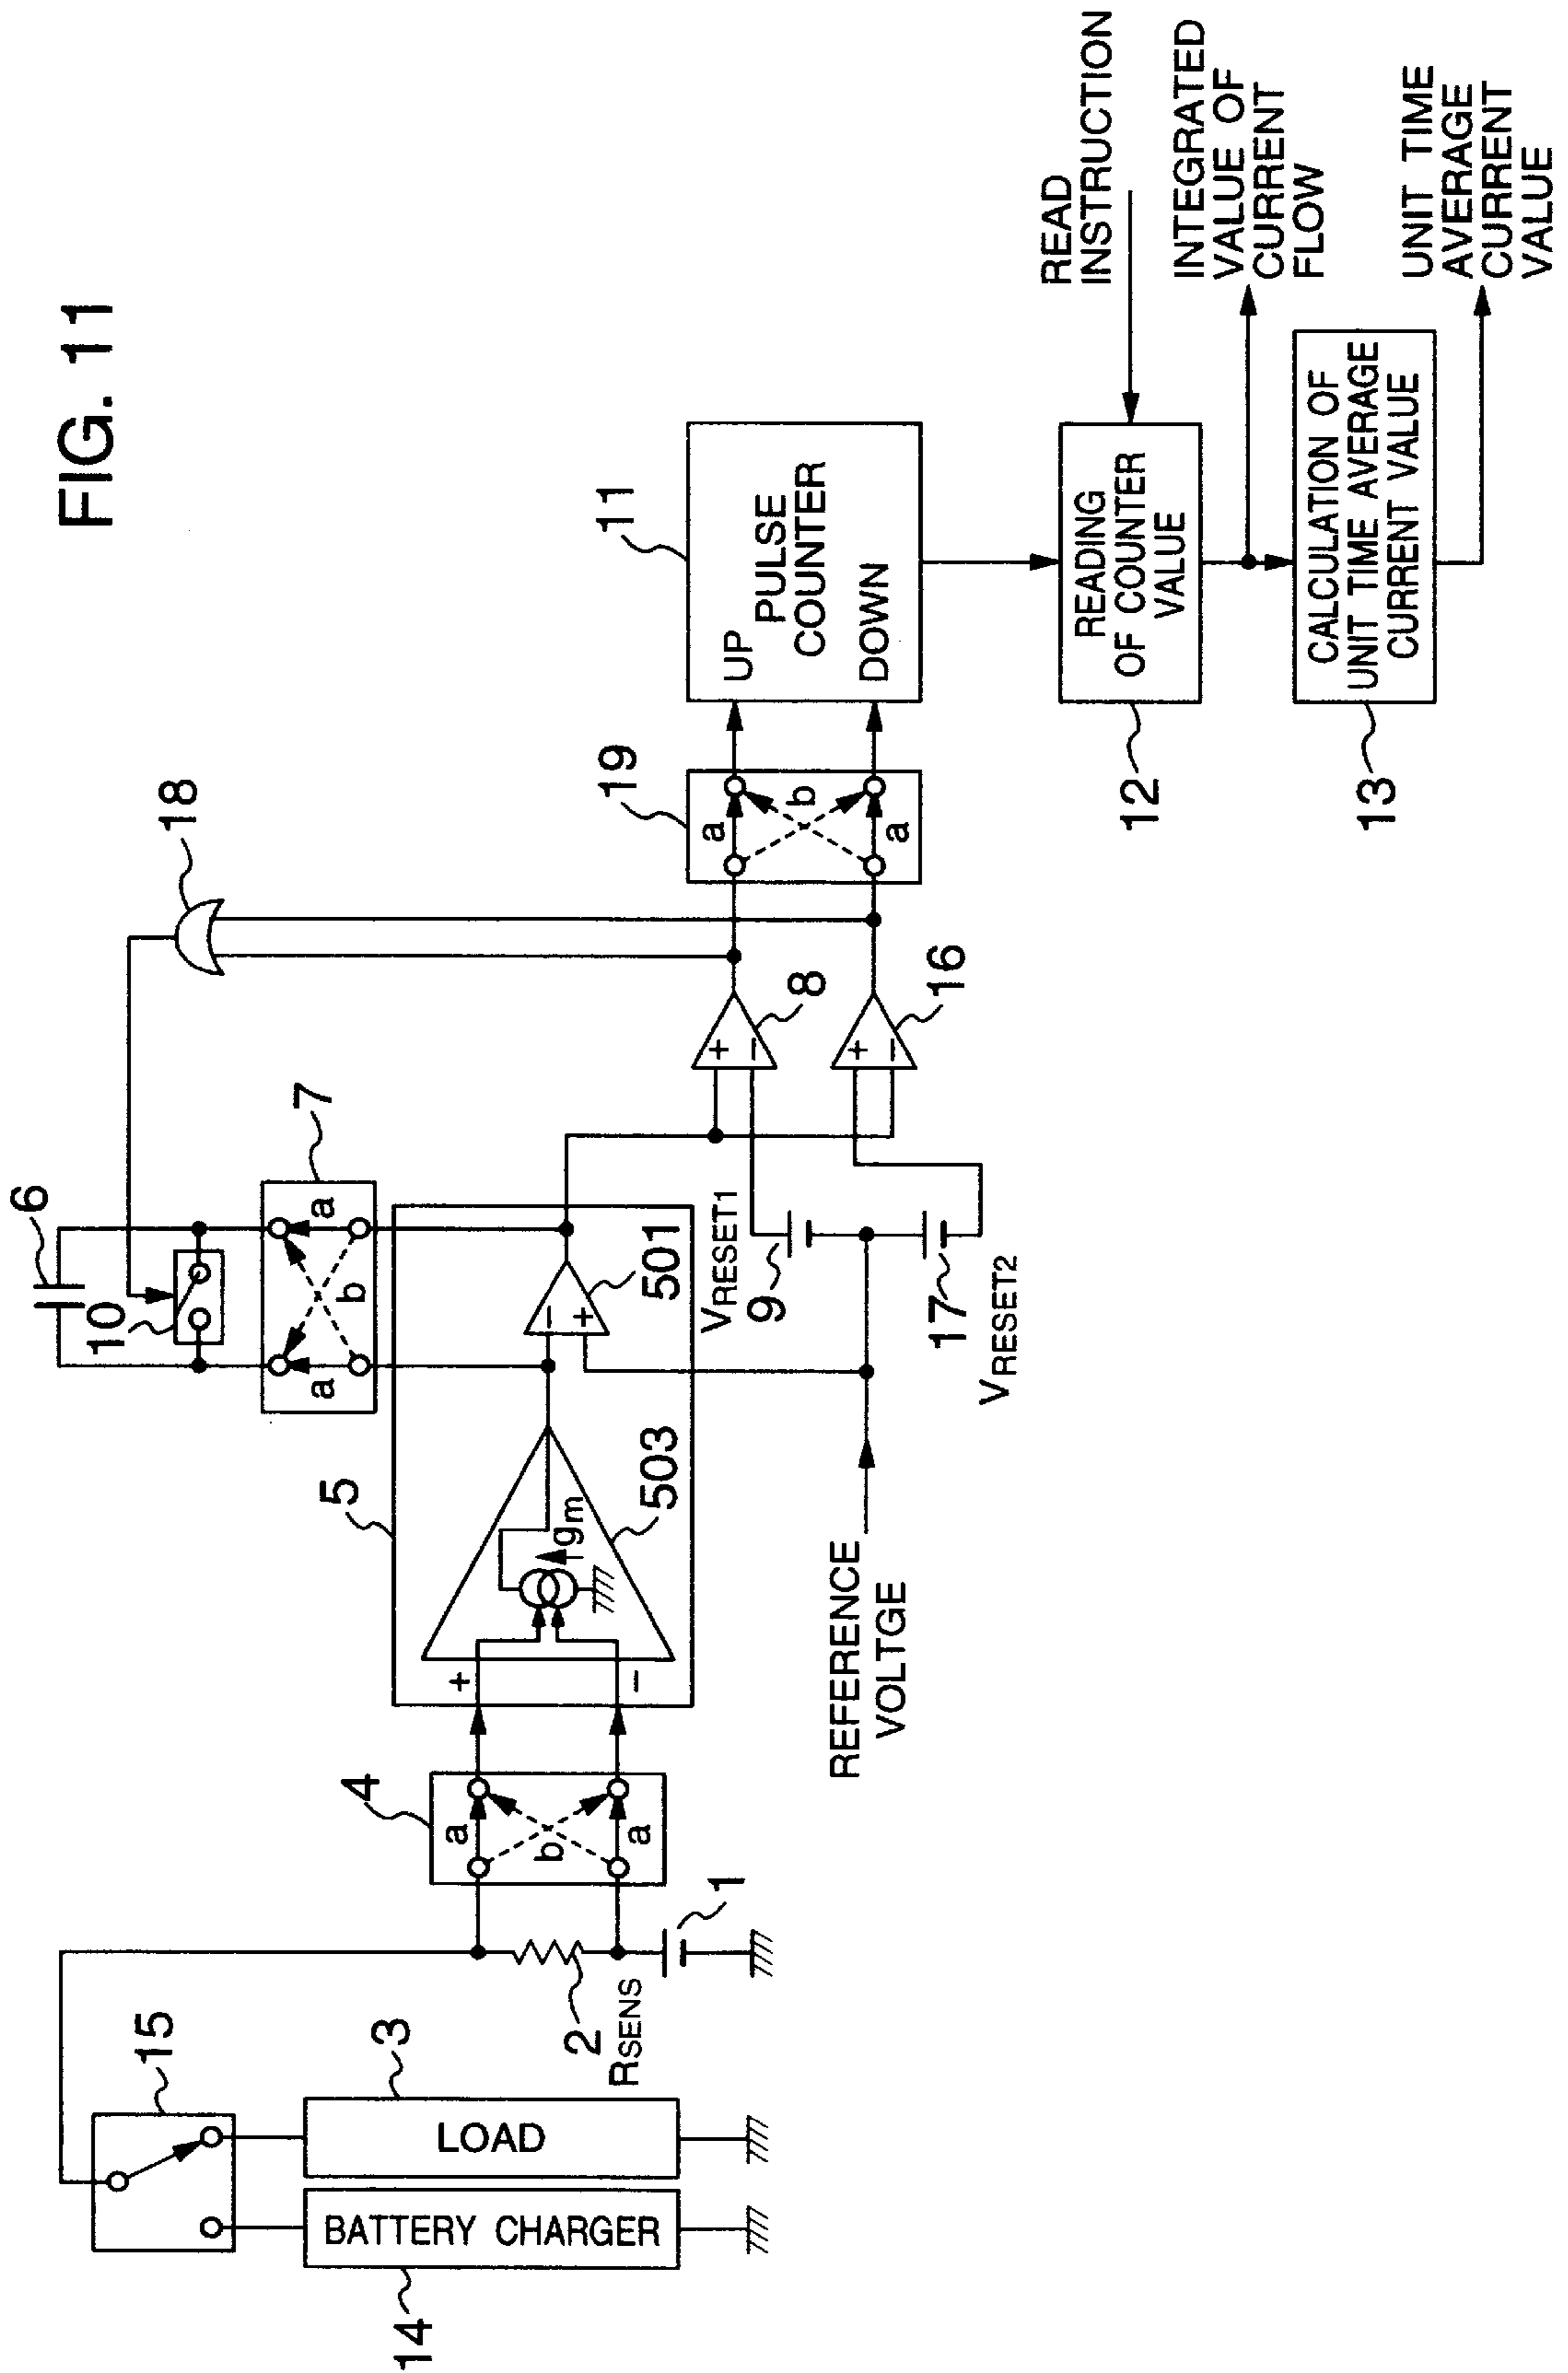 FIG. 11
15
3
LOAD
BATTERY CHARGER
14
2
RSENS
1
4
a
b
a
5
+
−
gm
503
−
+
501
6
10
7
a
b
a
18
VRESET1
9
17
VRESET2
REFERENCE
VOLTGE
+
−
8
+
−
16
19
a
b
a
11
UP
PULSE
COUNTER
DOWN
READ
INSTRUCTION
READING
OF COUNTER
VALUE
12
INTEGRATED
VALUE OF
CURRENT
FLOW
CALCULATION OF
UNIT TIME AVERAGE
CURRENT VALUE
13
UNIT TIME
AVERAGE
CURRENT
VALUE